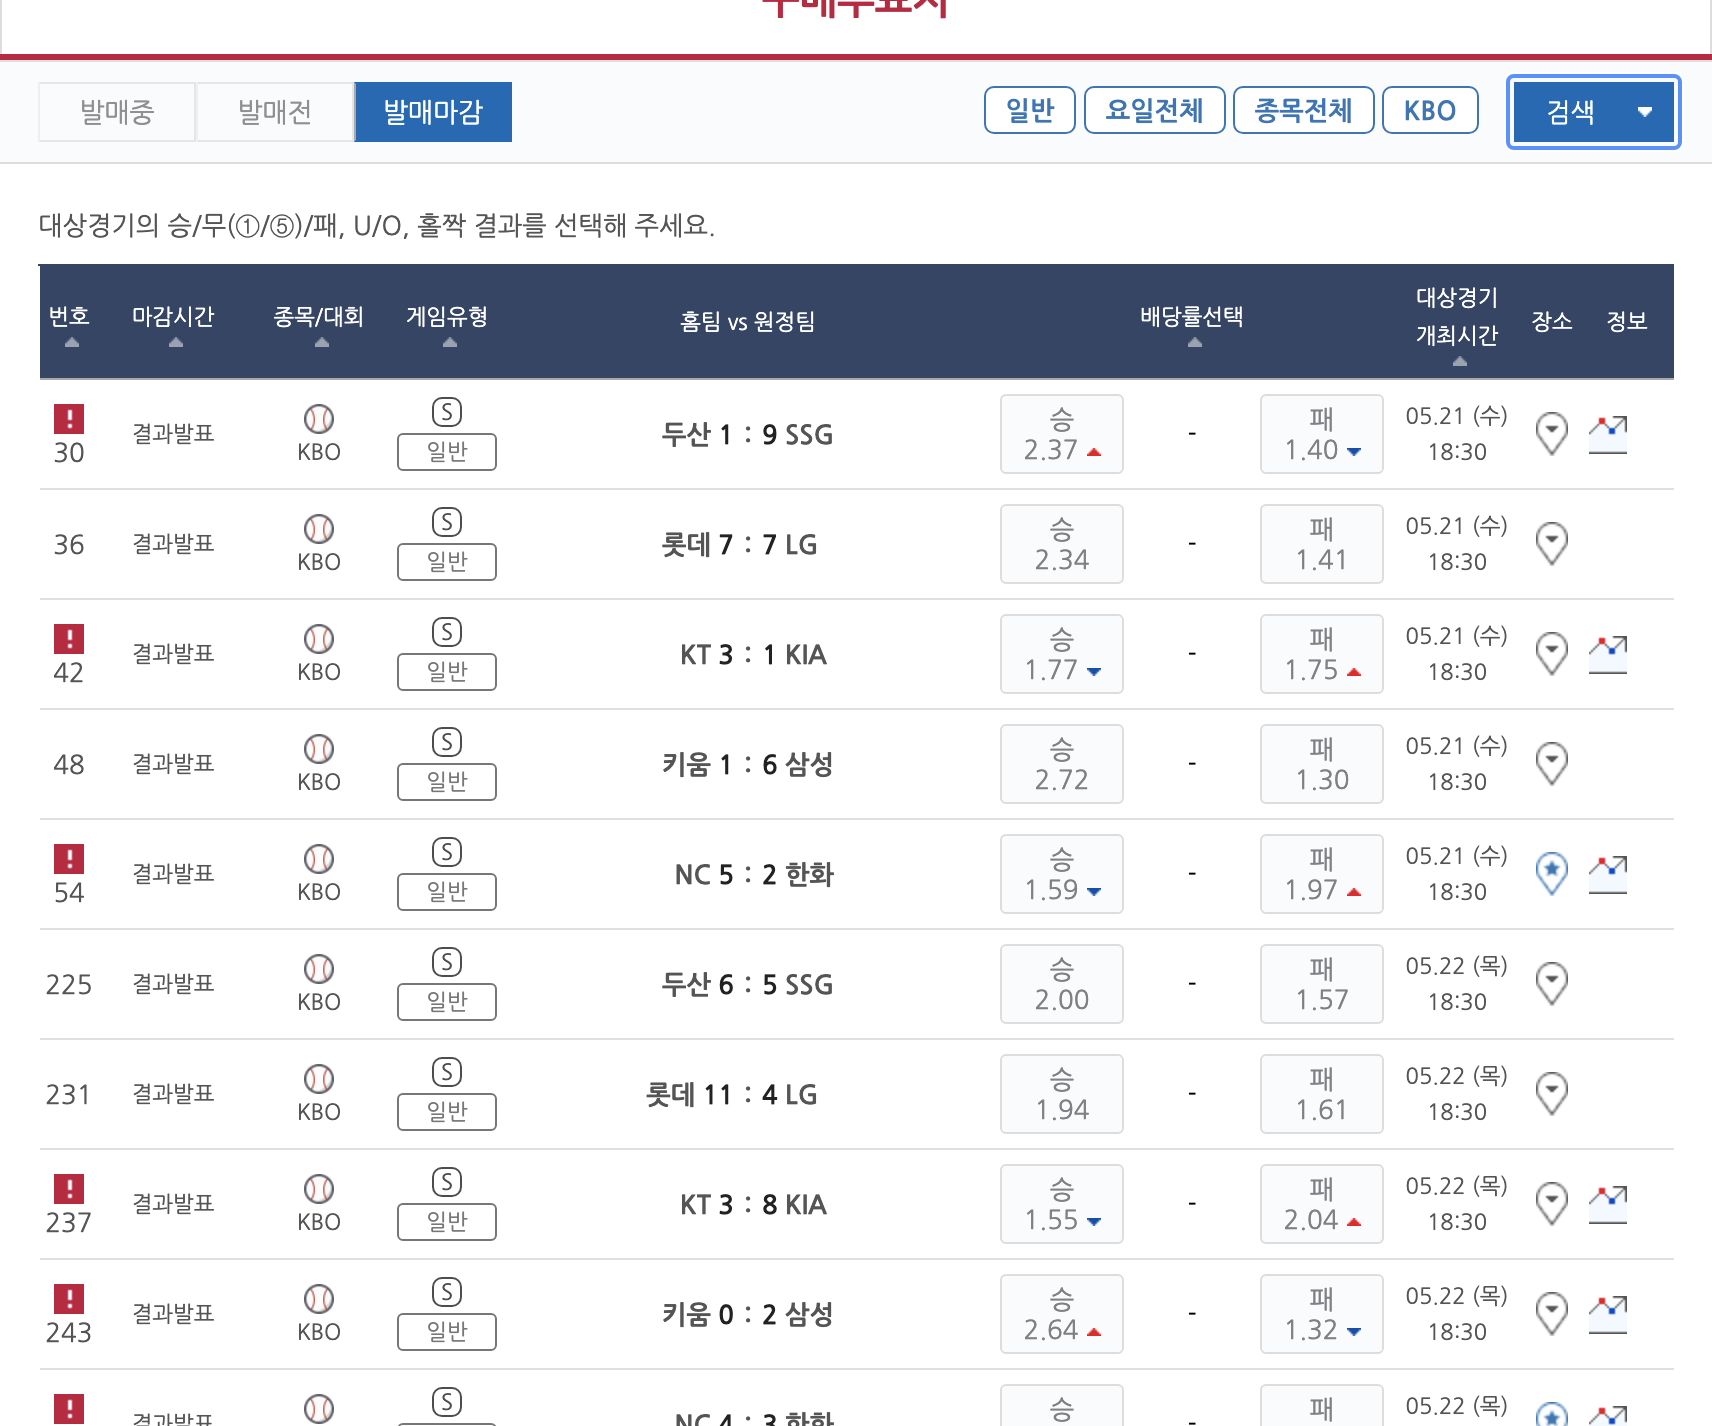 구매투표지
발매중 발매전 발매마감 일반 요일전체 종목전체 KBO 검색
대상경기의 승/무(①/⑤)/패, U/O, 홀짝 결과를 선택해 주세요.
번호 마감시간 종목/대회 게임유형 홈팀 vs 원정팀 배당률선택 대상경기 개최시간 장소 정보
! 30 결과발표 KBO S 일반 두산 1 : 9 SSG 승 2.37 - 패 1.40 05.21 (수) 18:30
36 결과발표 KBO S 일반 롯데 7 : 7 LG 승 2.34 - 패 1.41 05.21 (수) 18:30
! 42 결과발표 KBO S 일반 KT 3 : 1 KIA 승 1.77 - 패 1.75 05.21 (수) 18:30
48 결과발표 KBO S 일반 키움 1 : 6 삼성 승 2.72 - 패 1.30 05.21 (수) 18:30
! 54 결과발표 KBO S 일반 NC 5 : 2 한화 승 1.59 - 패 1.97 05.21 (수) 18:30
225 결과발표 KBO S 일반 두산 6 : 5 SSG 승 2.00 - 패 1.57 05.22 (목) 18:30
231 결과발표 KBO S 일반 롯데 11 : 4 LG 승 1.94 - 패 1.61 05.22 (목) 18:30
! 237 결과발표 KBO S 일반 KT 3 : 8 KIA 승 1.55 - 패 2.04 05.22 (목) 18:30
! 243 결과발표 KBO S 일반 키움 0 : 2 삼성 승 2.64 - 패 1.32 05.22 (목) 18:30
! 결과발표 S NC 4 : 3 한화 승 - 패 05.22 (목)